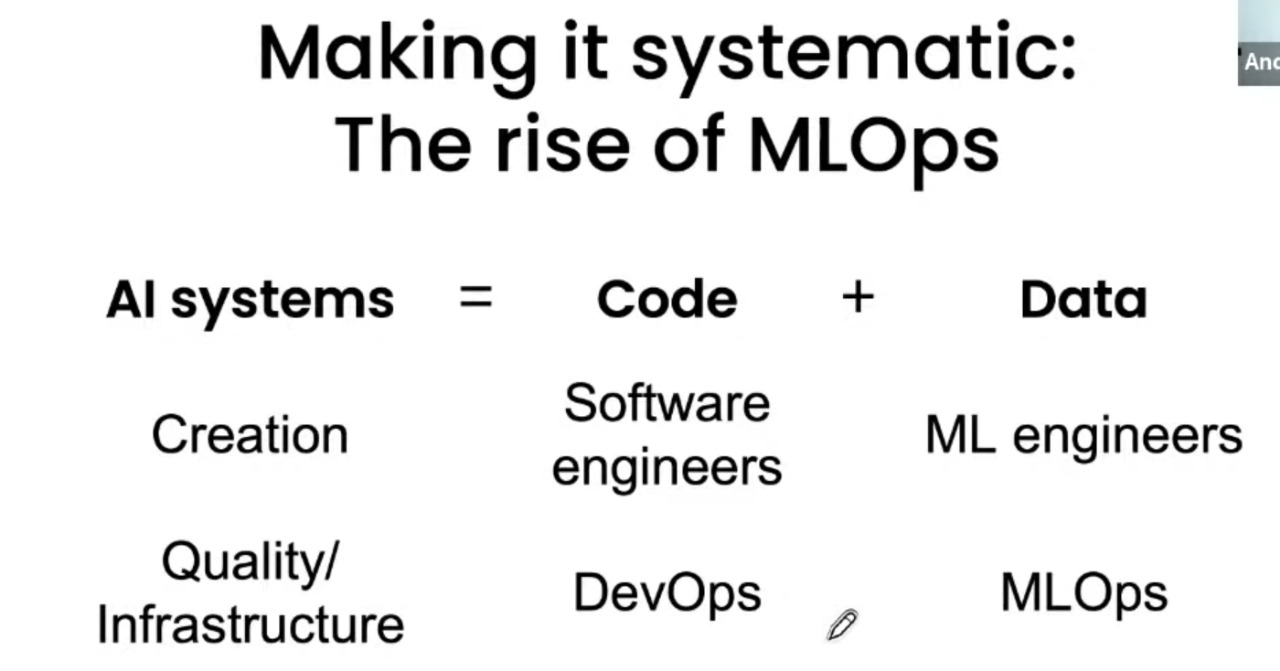 Making it systematic:
The rise of MLOps
AI systems = Code + Data
Creation
Software
engineers
ML engineers
Quality/
Infrastructure
DevOps
MLOps